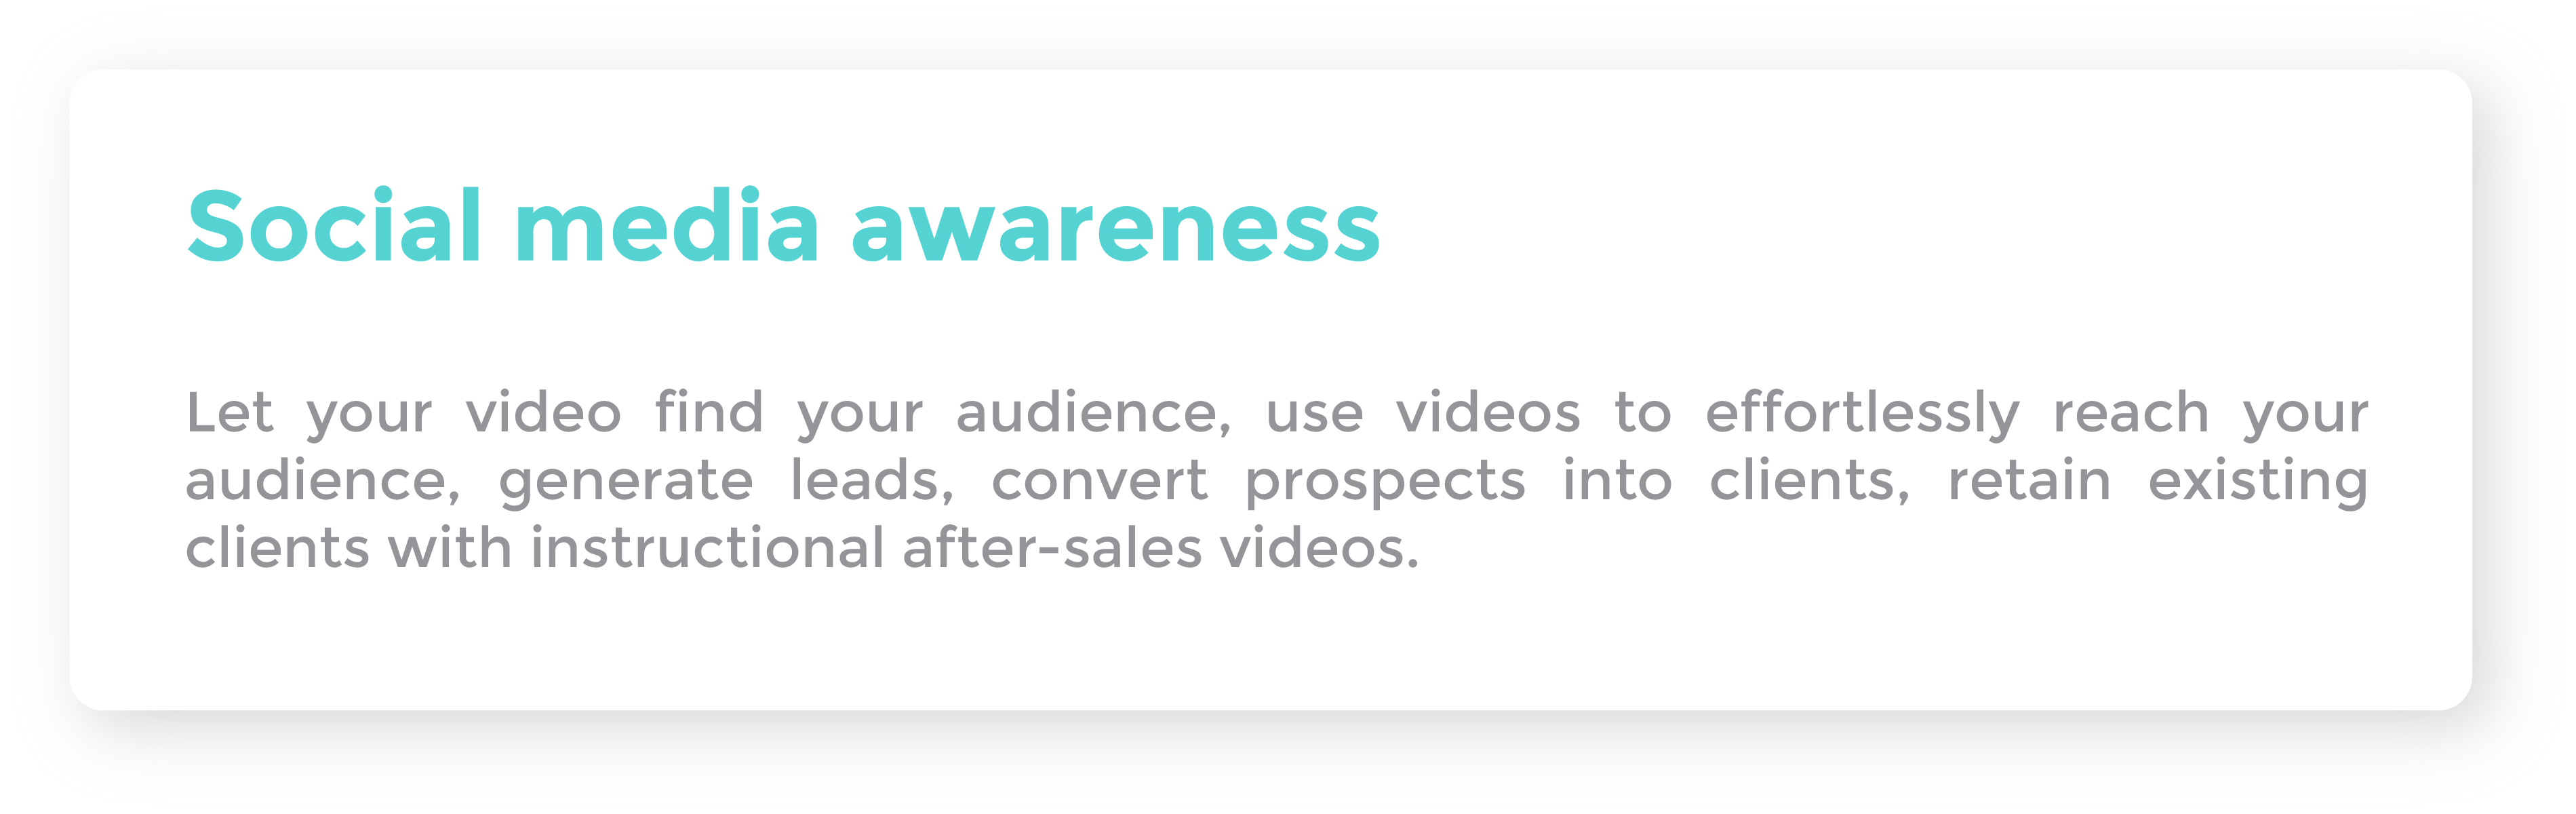 Social media awareness
Let your video find your audience, use videos to effortlessly reach your
audience, generate leads, convert prospects into clients, retain existing
clients with instructional after-sales videos.